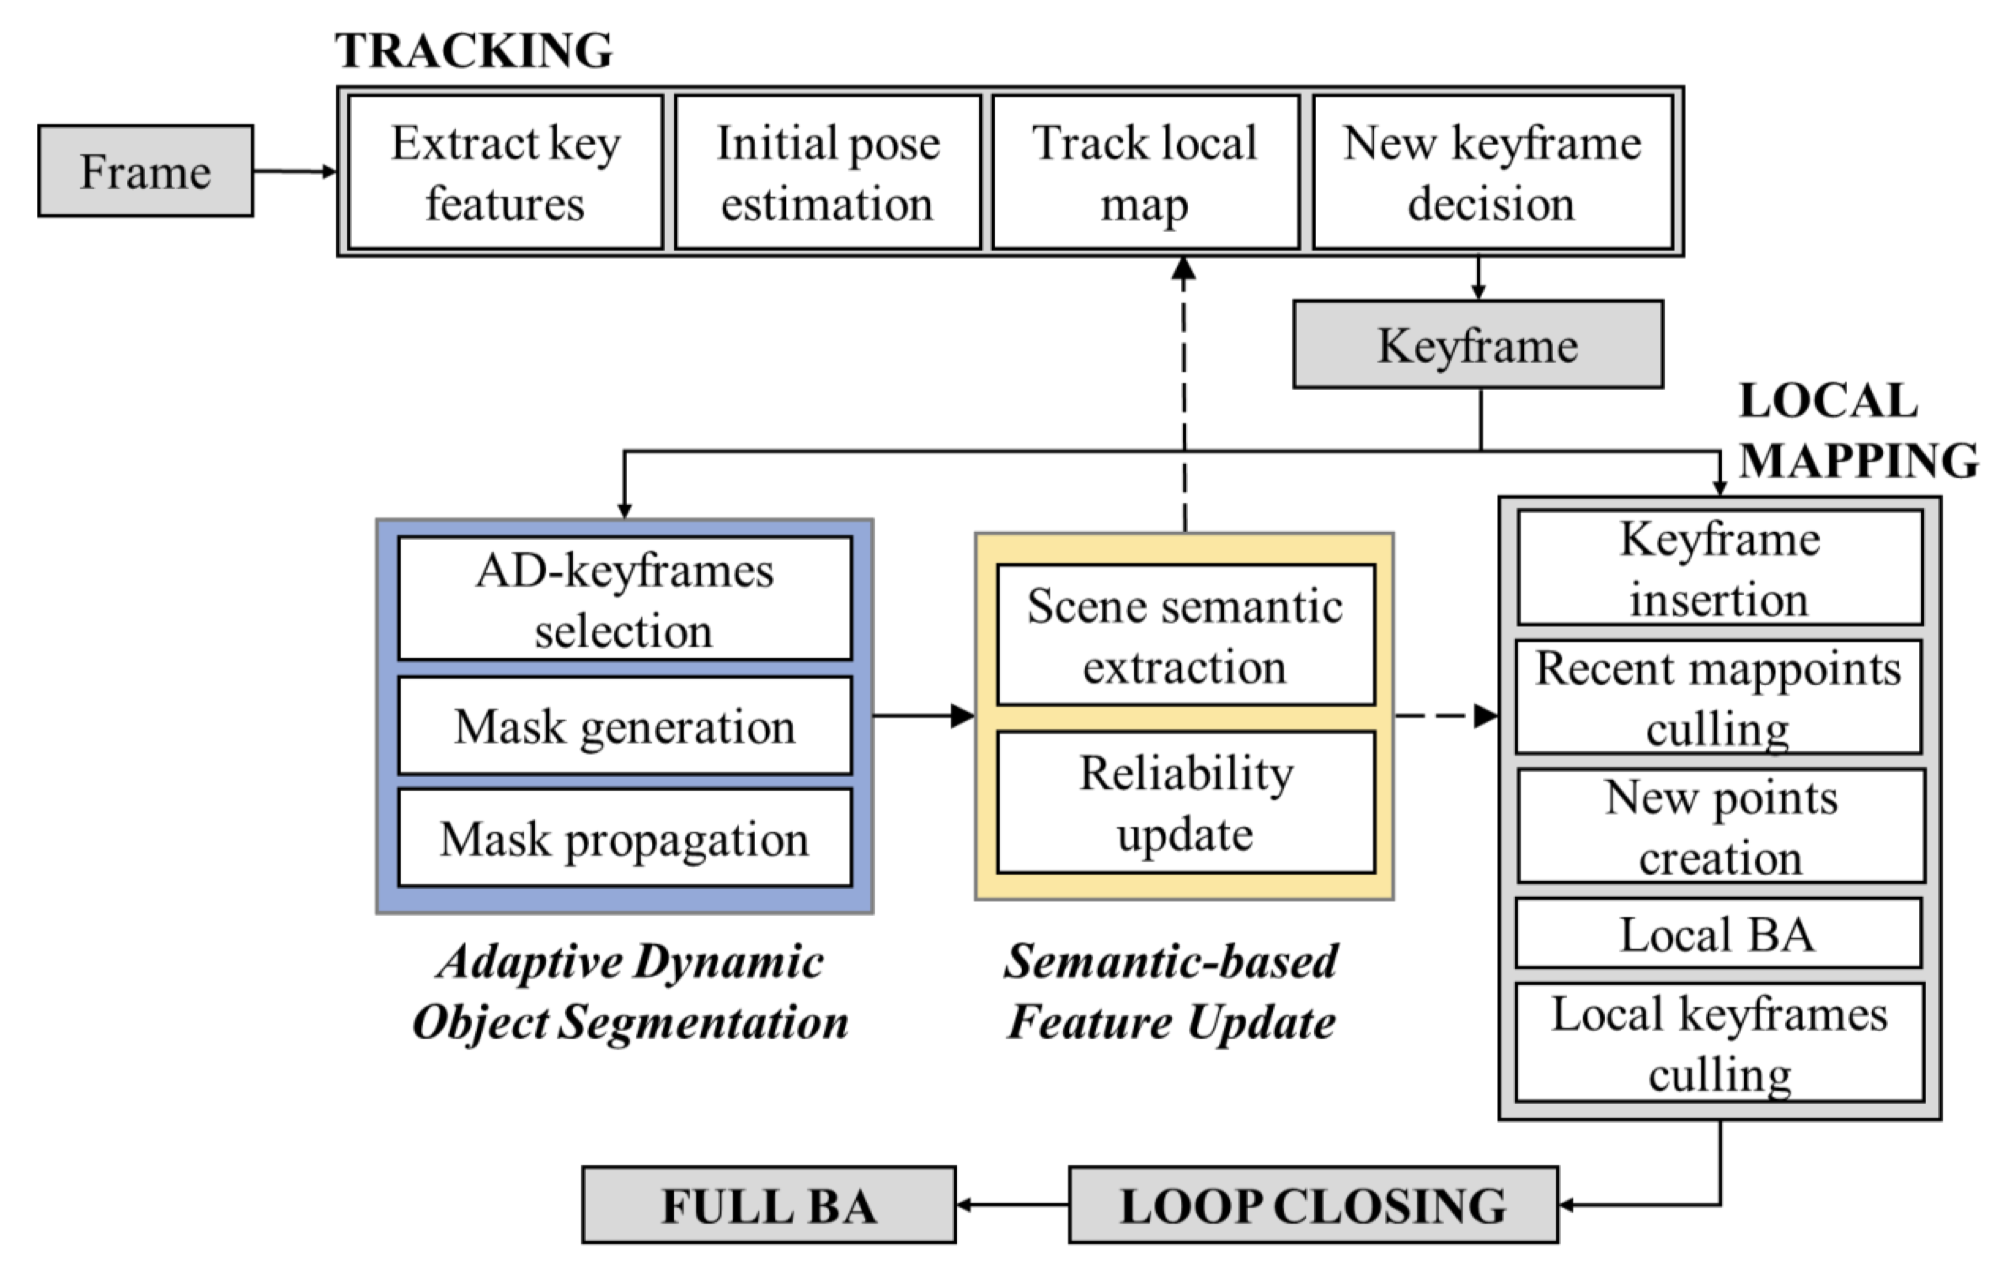 TRACKING
Frame
Extract key
features
Initial pose
estimation
Track local
map
New keyframe
decision
Keyframe
LOCAL
MAPPING
AD-keyframes
selection
Mask generation
Mask propagation
Adaptive Dynamic
Object Segmentation
Scene semantic
extraction
Reliability
update
Semantic-based
Feature Update
Keyframe
insertion
Recent mappoints
culling
New points
creation
Local BA
Local keyframes
culling
FULL BA
LOOP CLOSING